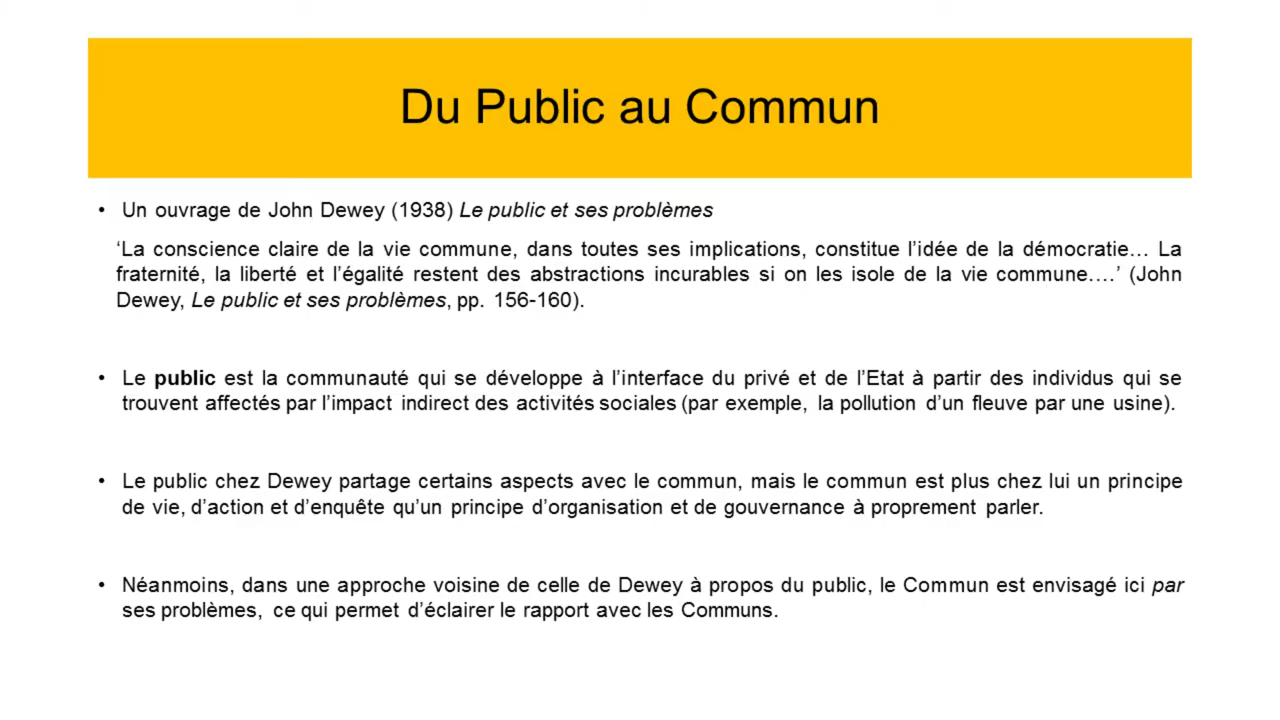 Du Public au Commun
• Un ouvrage de John Dewey (1938) Le public et ses problèmes
‘La conscience claire de la vie commune, dans toutes ses implications, constitue l’idée de la démocratie… La
fraternité, la liberté et l’égalité restent des abstractions incurables si on les isole de la vie commune….’ (John
Dewey, Le public et ses problèmes, pp. 156-160).
• Le public est la communauté qui se développe à l’interface du privé et de l’Etat à partir des individus qui se
trouvent affectés par l’impact indirect des activités sociales (par exemple, la pollution d’un fleuve par une usine).
• Le public chez Dewey partage certains aspects avec le commun, mais le commun est plus chez lui un principe
de vie, d’action et d’enquête qu’un principe d’organisation et de gouvernance à proprement parler.
• Néanmoins, dans une approche voisine de celle de Dewey à propos du public, le Commun est envisagé ici par
ses problèmes, ce qui permet d’éclairer le rapport avec les Communs.